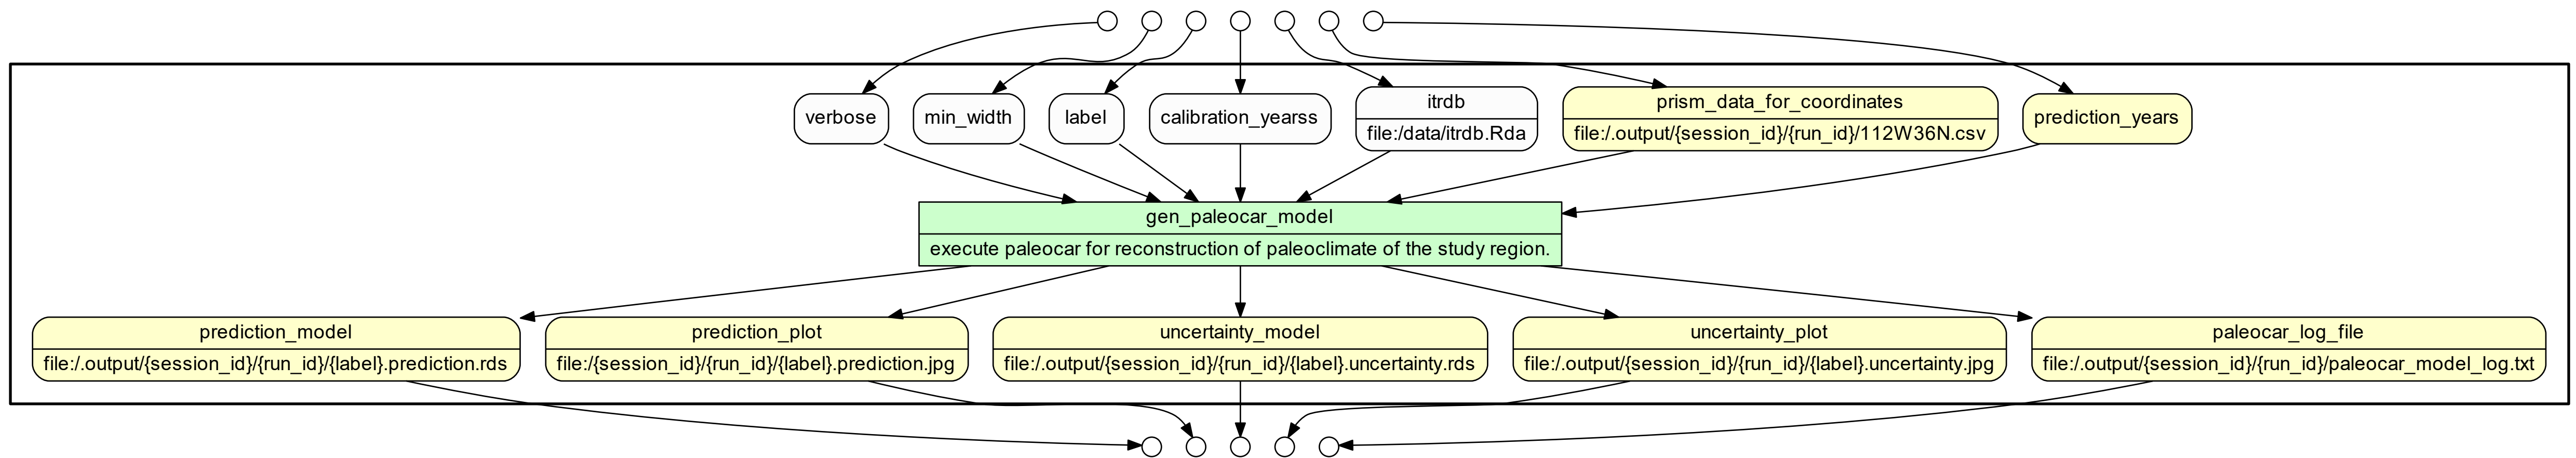 verbose
min_width
label
calibration_yearss
itrdb
file:/data/itrdb.Rda
prism_data_for_coordinates
file:/.output/{session_id}/{run_id}/112W36N.csv
prediction_years
gen_paleocar_model
execute paleocar for reconstruction of paleoclimate of the study region.
prediction_model
file:/.output/{session_id}/{run_id}/{label}.prediction.rds
prediction_plot
file:/{session_id}/{run_id}/{label}.prediction.jpg
uncertainty_model
file:/.output/{session_id}/{run_id}/{label}.uncertainty.rds
uncertainty_plot
file:/.output/{session_id}/{run_id}/{label}.uncertainty.jpg
paleocar_log_file
file:/.output/{session_id}/{run_id}/paleocar_model_log.txt